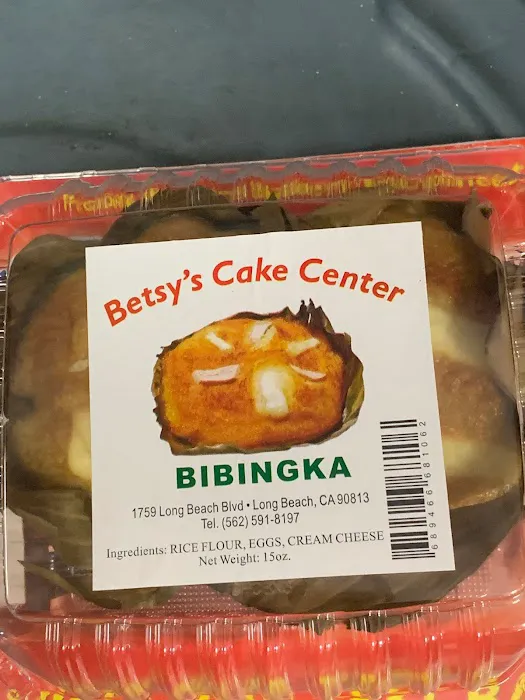 Betsy's Cake Center
BIBINGKA
1759 Long Beach Blvd • Long Beach, CA 90813
Tel. (562) 591-8197
Ingredients: RICE FLOUR, EGGS, CREAM CHEESE
Net Weight: 15oz.
689466681062